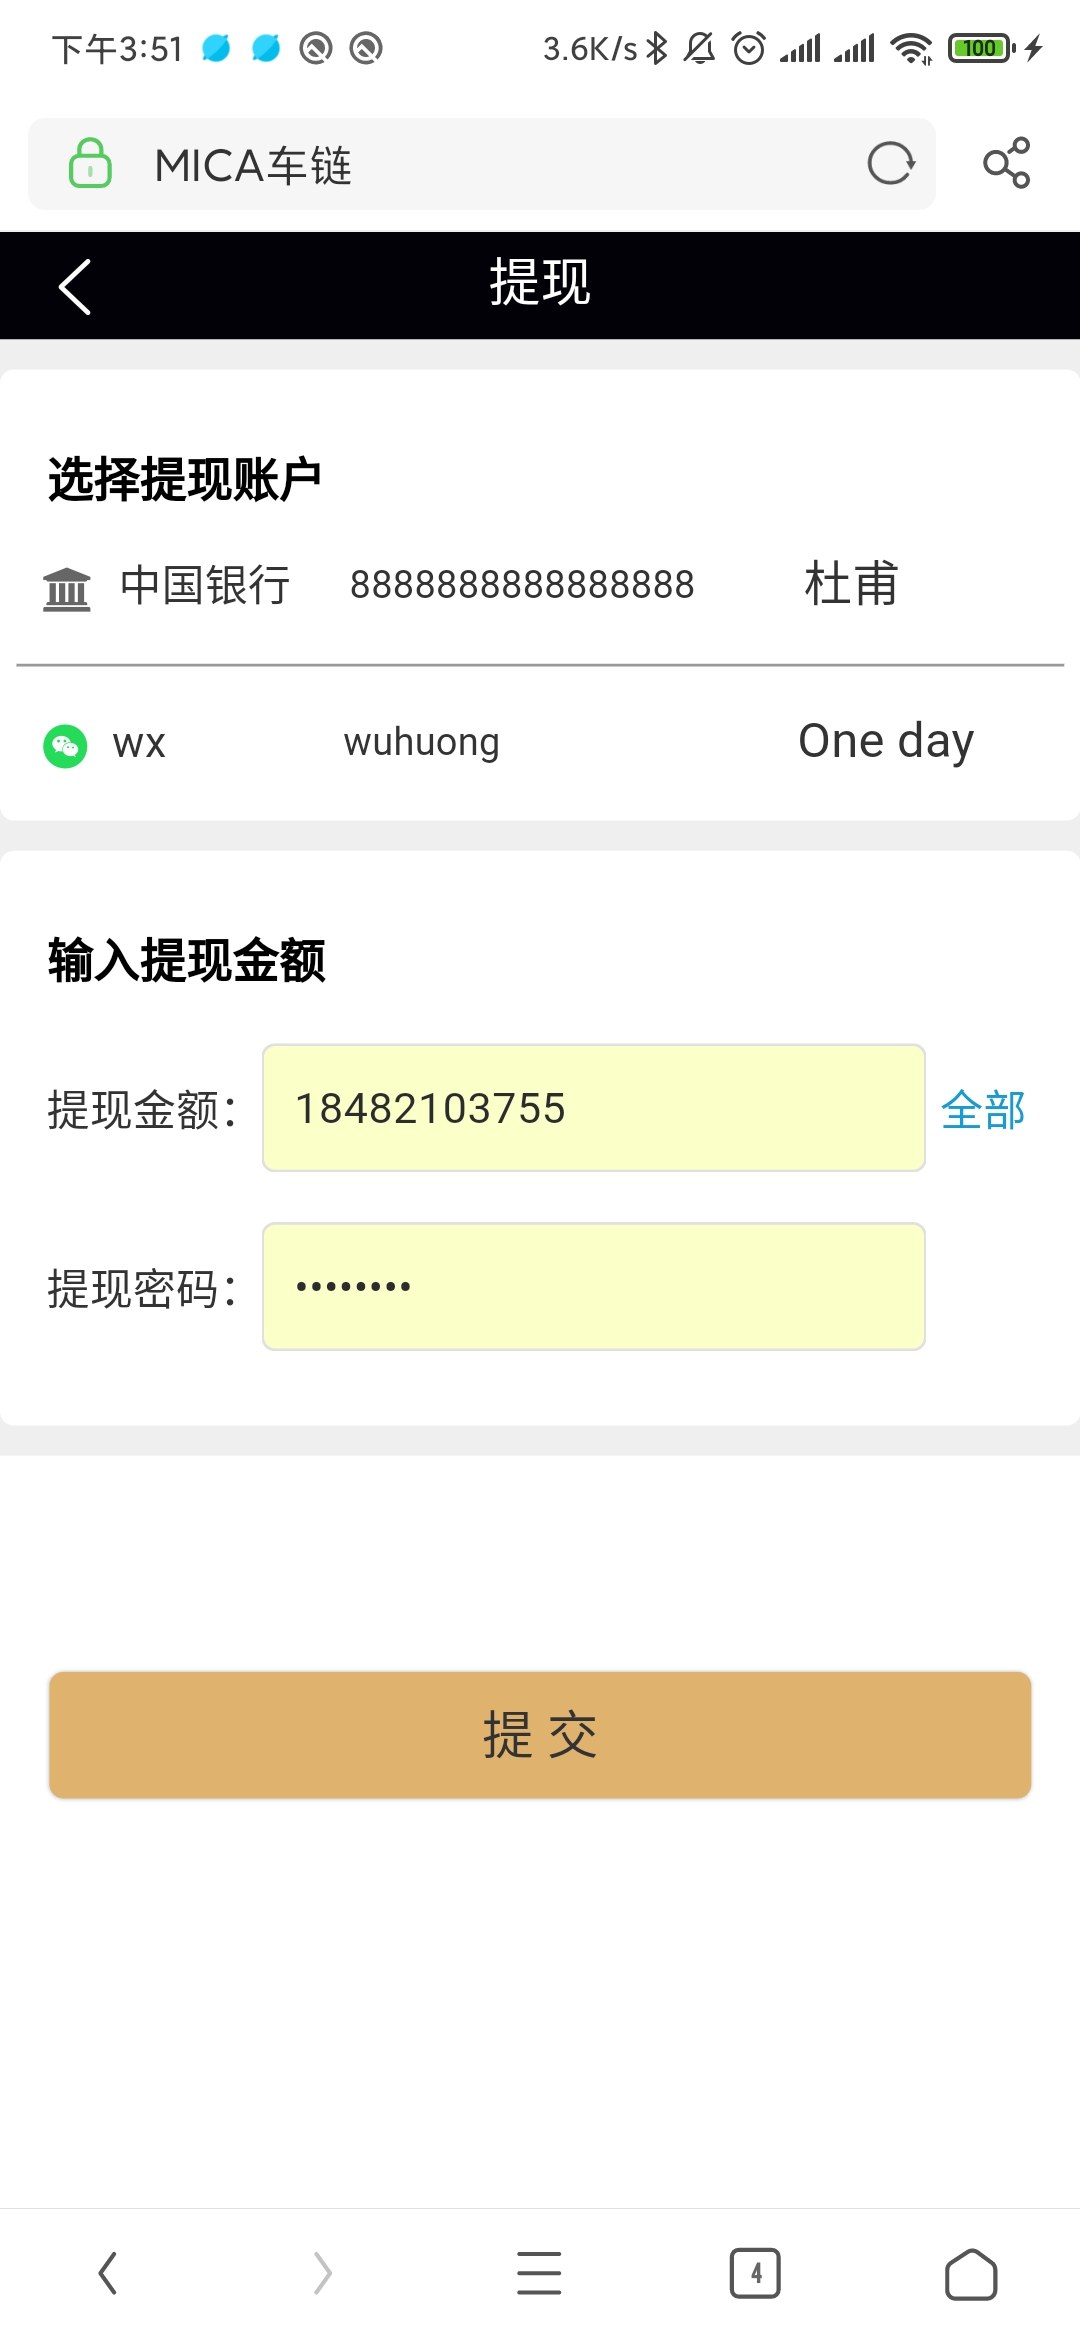 下午3:51 3.6K/s 100
MICA车链
提现
选择提现账户
中国银行 8888888888888888 杜甫
wx wuhuong One day
输入提现金额
提现金额： 18482103755 全部
提现密码： ••••••••
提 交
4